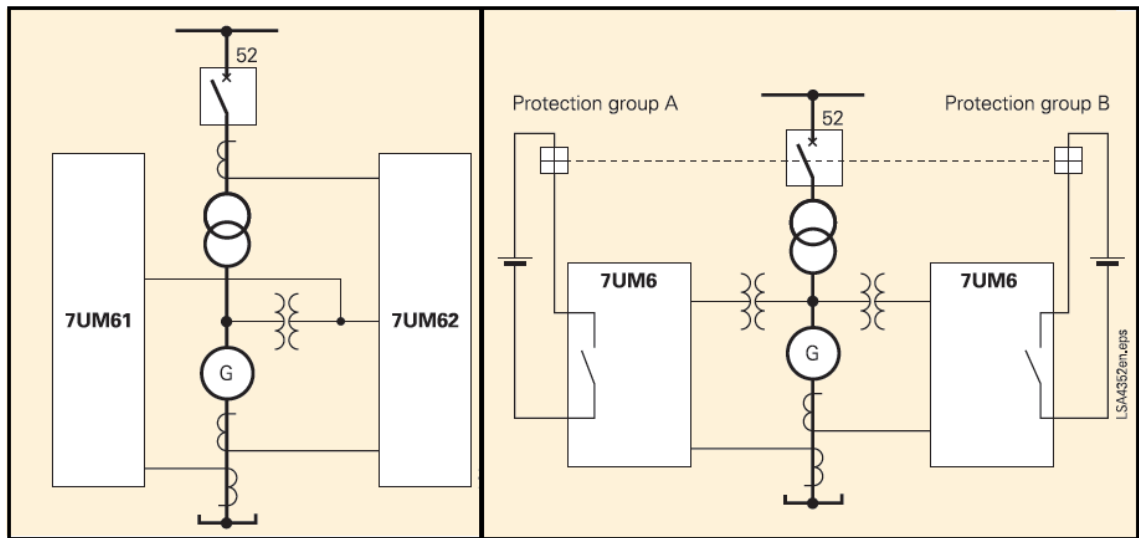 52
7UM61
7UM62
G
Protection group A
Protection group B
52
7UM6
7UM6
G
LSA4352en.eps